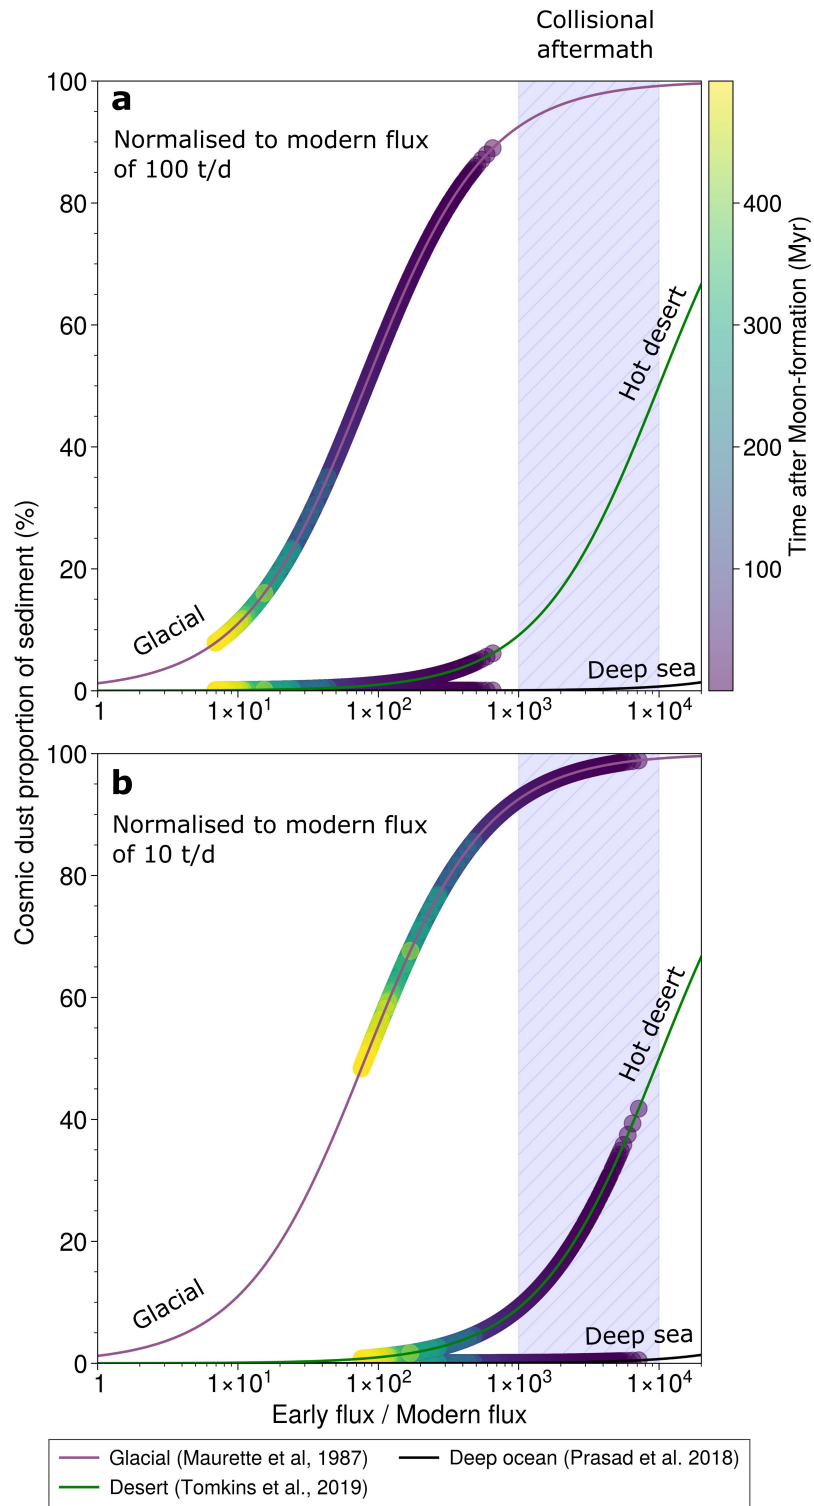 Collisional
aftermath
a
Normalised to modern flux
of 100 t/d
100
80
60
40
20
0
Glacial
Hot desert
Deep sea
1
1×10¹
1×10²
1×10³
1×10⁴
400
300
200
100
Time after Moon-formation (Myr)
Cosmic dust proportion of sediment (%)
b
Normalised to modern flux
of 10 t/d
100
80
60
40
20
0
Glacial
Hot desert
Deep sea
1
1×10¹
1×10²
1×10³
1×10⁴
Early flux / Modern flux
Glacial (Maurette et al, 1987)
Deep ocean (Prasad et al. 2018)
Desert (Tomkins et al., 2019)